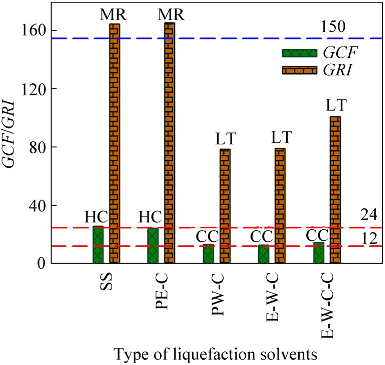 GCF/GRI
160
120
80
40
0
MR
MR
150
GCF
GRI
LT
LT
LT
HC
HC
24
CC
CC
CC
12
SS
PE-C
PW-C
E-W-C
E-W-C-C
Type of liquefaction solvents